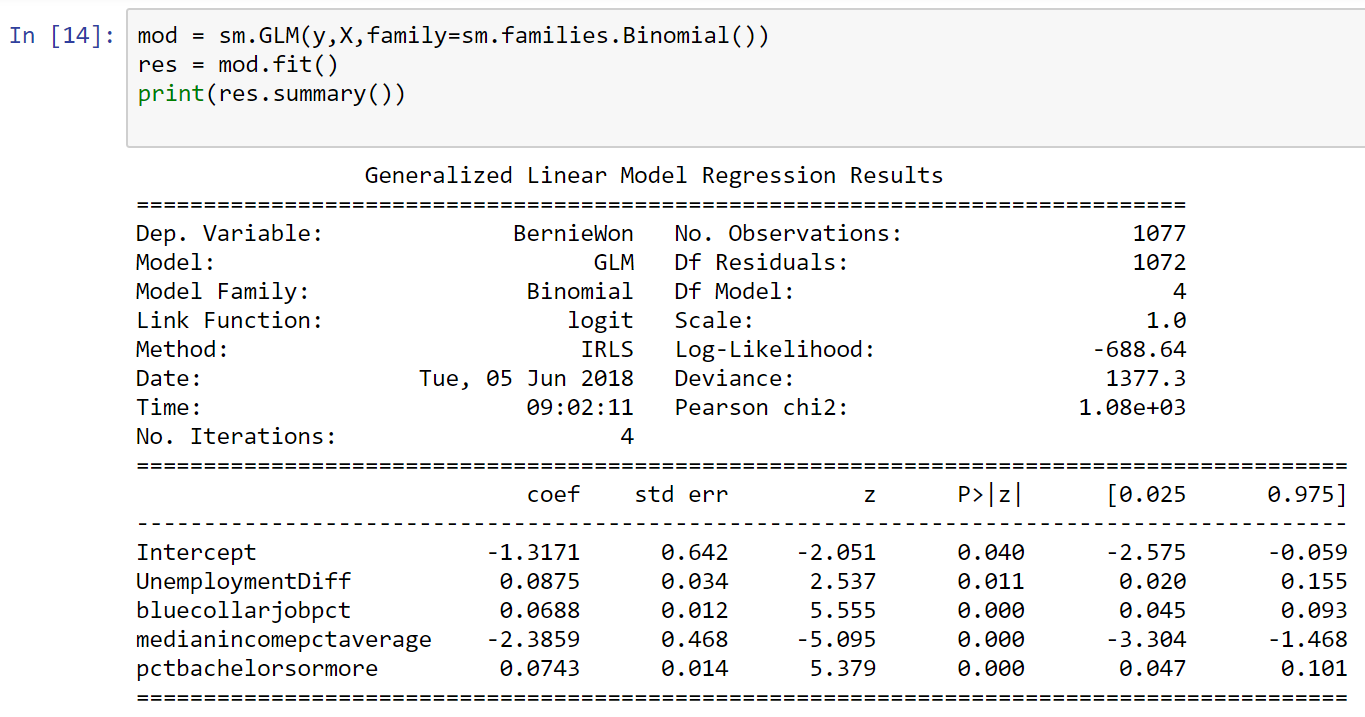 In [14]: mod = sm.GLM(y,X,family=sm.families.Binomial())
res = mod.fit()
print(res.summary())
Generalized Linear Model Regression Results
==============================================================================
Dep. Variable: BernieWon No. Observations: 1077
Model: GLM Df Residuals: 1072
Model Family: Binomial Df Model: 4
Link Function: logit Scale: 1.0
Method: IRLS Log-Likelihood: -688.64
Date: Tue, 05 Jun 2018 Deviance: 1377.3
Time: 09:02:11 Pearson chi2: 1.08e+03
No. Iterations: 4
==========================================================================================
coef std err z P>|z| [0.025 0.975]
------------------------------------------------------------------------------------------
Intercept -1.3171 0.642 -2.051 0.040 -2.575 -0.059
UnemploymentDiff 0.0875 0.034 2.537 0.011 0.020 0.155
bluecollarjobpct 0.0688 0.012 5.555 0.000 0.045 0.093
medianincomepctaverage -2.3859 0.468 -5.095 0.000 -3.304 -1.468
pctbachelorsormore 0.0743 0.014 5.379 0.000 0.047 0.101
==========================================================================================